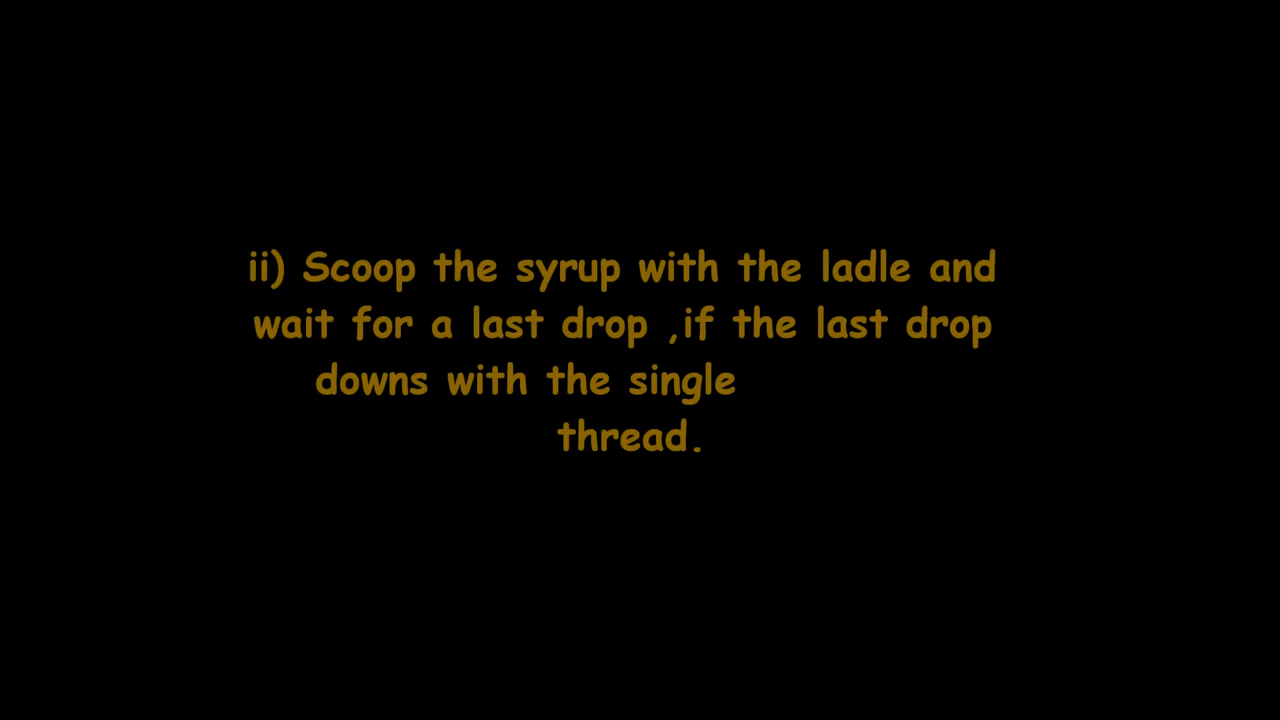 ii) Scoop the syrup with the ladle and
wait for a last drop ,if the last drop
downs with the single
thread.